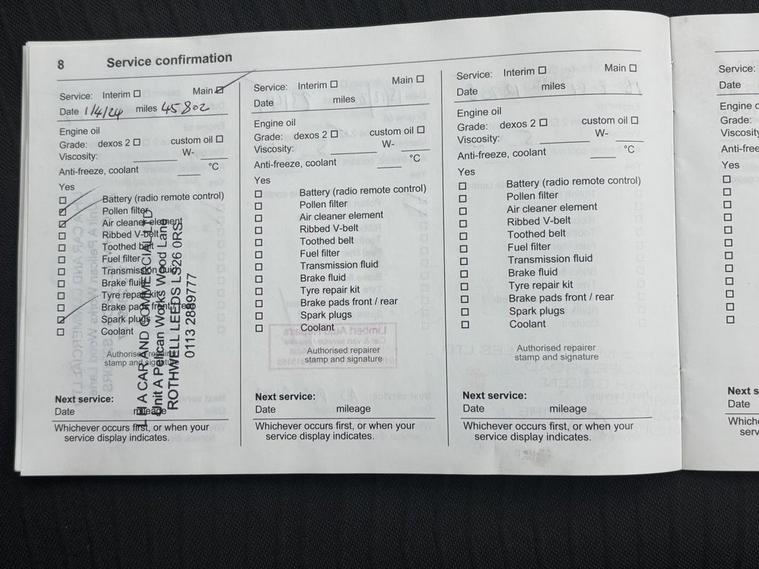 8 Service confirmation
Service: Interim ☐ Main ☑
Date 1/4/24 miles 45802
Engine oil
Grade: dexos 2 ☐ custom oil ☐
Viscosity: W-
Anti-freeze, coolant °C
Yes
☐ Battery (radio remote control)
☑ Pollen filter
☑ Air cleaner element
☐ Ribbed V-belt
☐ Toothed belt
☐ Fuel filter
☐ Transmission fluid
☐ Brake fluid
☐ Tyre repair kit
☐ Brake pads front / rear
☑ Spark plugs
☐ Coolant
Authorised repairer
stamp and signature
A CAR AND COMMERCIAL LTD
Unit A Pelican Works Wood Lane
ROTHWELL LEEDS LS26 0RS
0113 2889777
Next service:
Date mileage
Whichever occurs first, or when your
service display indicates.
Service: Interim ☐ Main ☐
Date miles
Engine oil
Grade: dexos 2 ☐ custom oil ☐
Viscosity: W-
Anti-freeze, coolant °C
Yes
☐ Battery (radio remote control)
☐ Pollen filter
☐ Air cleaner element
☐ Ribbed V-belt
☐ Toothed belt
☐ Fuel filter
☐ Transmission fluid
☐ Brake fluid
☐ Tyre repair kit
☐ Brake pads front / rear
☐ Spark plugs
☐ Coolant
Authorised repairer
stamp and signature
Next service:
Date mileage
Whichever occurs first, or when your
service display indicates.
Service: Interim ☐ Main ☐
Date miles
Engine oil
Grade: dexos 2 ☐ custom oil ☐
Viscosity: W-
Anti-freeze, coolant °C
Yes
☐ Battery (radio remote control)
☐ Pollen filter
☐ Air cleaner element
☐ Ribbed V-belt
☐ Toothed belt
☐ Fuel filter
☐ Transmission fluid
☐ Brake fluid
☐ Tyre repair kit
☐ Brake pads front / rear
☐ Spark plugs
☐ Coolant
Authorised repairer
stamp and signature
Next service:
Date mileage
Whichever occurs first, or when your
service display indicates.
Service:
Date
Engine o
Grade:
Viscosity
Anti-free
Yes
Next s
Date
Which
serv